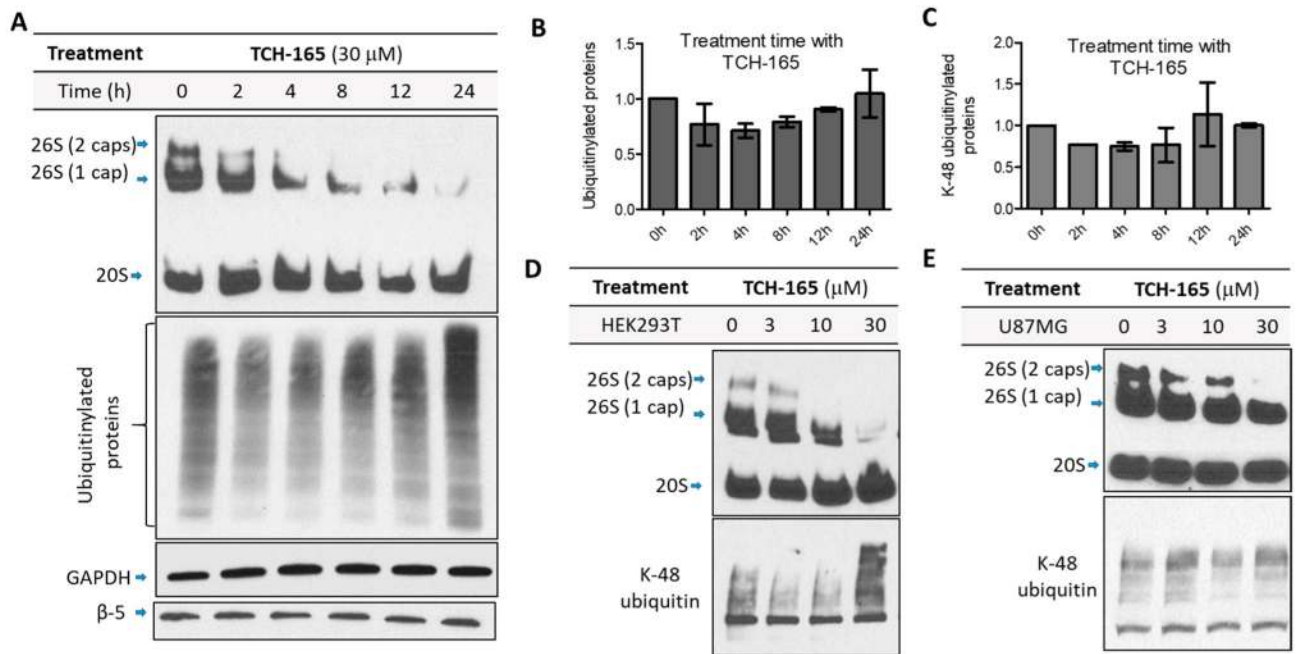 A
Treatment TCH-165 (30 μM)
Time (h) 0 2 4 8 12 24
26S (2 caps)
26S (1 cap)
20S
Ubiquitinylated
proteins
GAPDH
β-5
B
Ubiquitinylated proteins
1.5
1.0
0.5
0.0
Treatment time with
TCH-165
0h 2h 4h 8h 12h 24h
C
K-48 ubiquitinylated
proteins
2.0
1.5
1.0
0.5
0.0
Treatment time with
TCH-165
0h 2h 4h 8h 12h 24h
D
Treatment TCH-165 (μM)
HEK293T 0 3 10 30
26S (2 caps)
26S (1 cap)
20S
K-48
ubiquitin
E
Treatment TCH-165 (μM)
U87MG 0 3 10 30
26S (2 caps)
26S (1 cap)
20S
K-48
ubiquitin